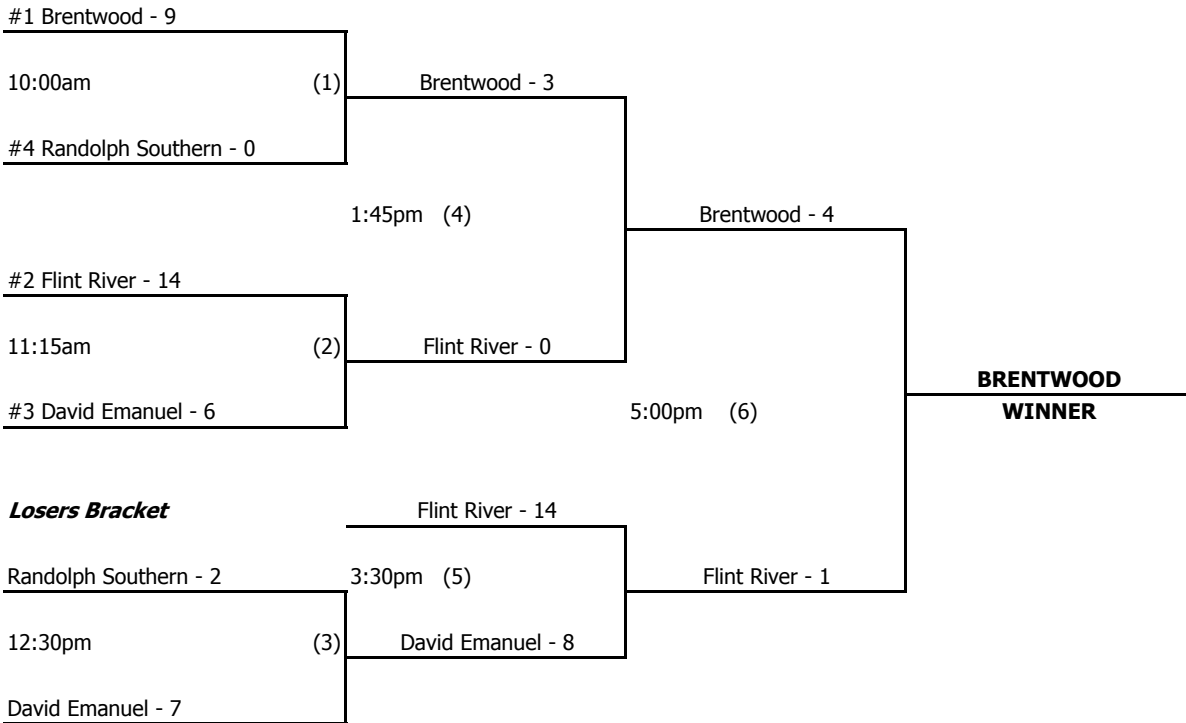 #1 Brentwood - 9
10:00am (1) Brentwood - 3
#4 Randolph Southern - 0
1:45pm (4) Brentwood - 4
#2 Flint River - 14
11:15am (2) Flint River - 0
BRENTWOOD
#3 David Emanuel - 6 5:00pm (6) WINNER
Losers Bracket Flint River - 14
Randolph Southern - 2 3:30pm (5) Flint River - 1
12:30pm (3) David Emanuel - 8
David Emanuel - 7